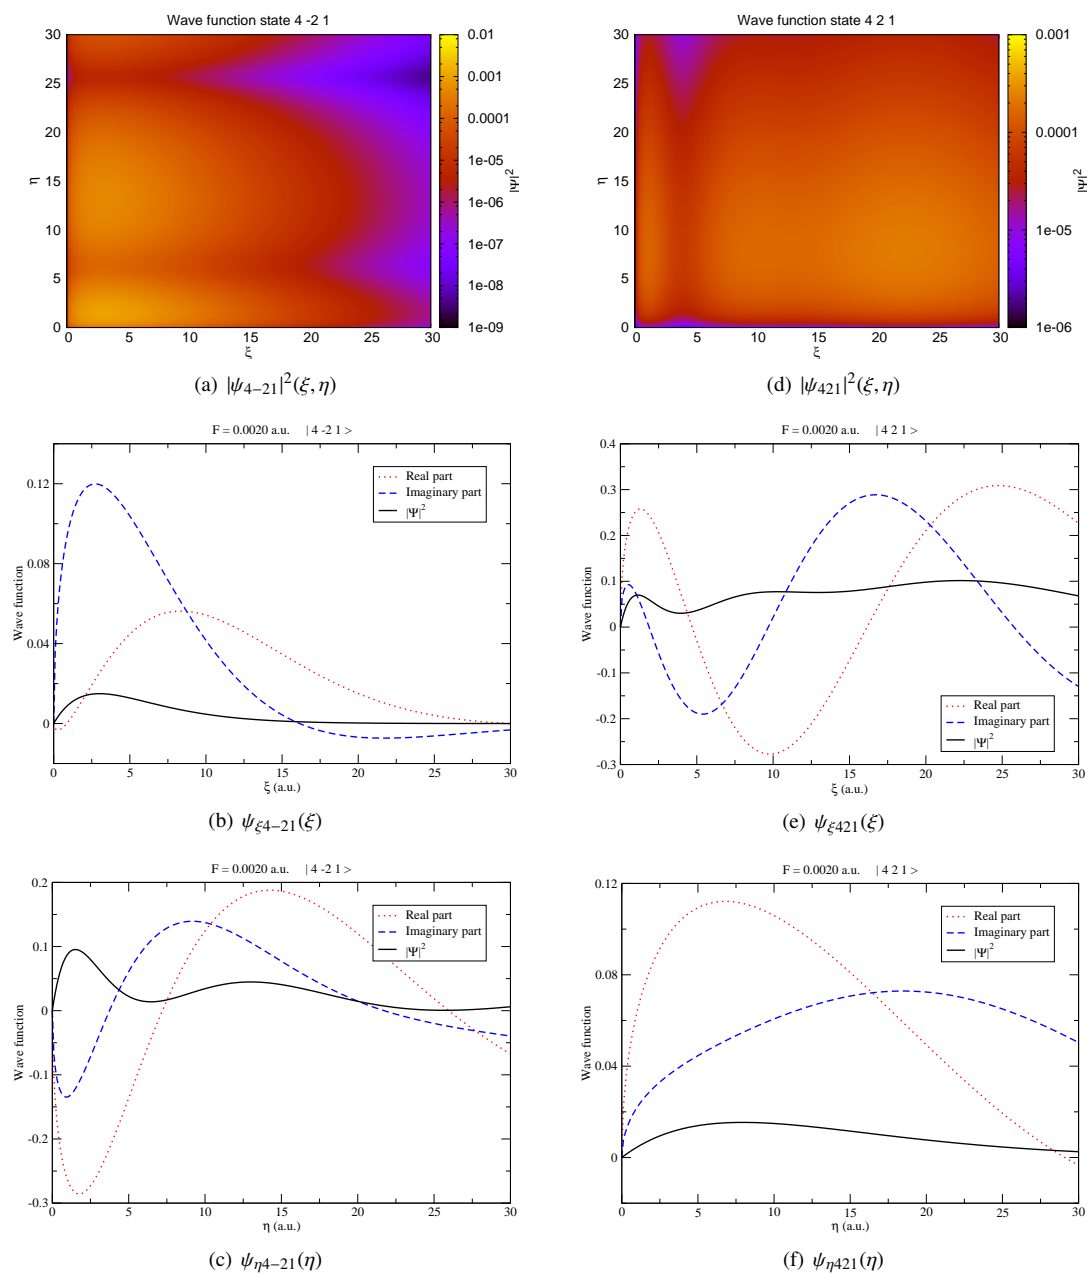 Wave function state 4 -2 1
30
25
20
15
10
5
0
η
0 5 10 15 20 25 30
ξ
0.01
0.001
0.0001
1e-05
1e-06
1e-07
1e-08
1e-09
|Ψ|²
(a) |ψ₄₋₂₁|²(ξ, η)
Wave function state 4 2 1
30
25
20
15
10
5
0
η
0 5 10 15 20 25 30
ξ
0.001
0.0001
1e-05
1e-06
|Ψ|²
(d) |ψ₄₂₁|²(ξ, η)
F = 0.0020 a.u. | 4 -2 1 >
0.12
0.08
0.04
0
Wave function
Real part
Imaginary part
|Ψ|²
0 5 10 15 20 25 30
ξ (a.u.)
(b) ψξ4−21(ξ)
F = 0.0020 a.u. | 4 2 1 >
0.4
0.3
0.2
0.1
0
-0.1
-0.2
-0.3
Wave function
Real part
Imaginary part
|Ψ|²
0 5 10 15 20 25 30
ξ (a.u.)
(e) ψξ421(ξ)
F = 0.0020 a.u. | 4 -2 1 >
0.2
0.1
0
-0.1
-0.2
-0.3
Wave function
Real part
Imaginary part
|Ψ|²
0 5 10 15 20 25 30
η (a.u.)
(c) ψη4−21(η)
F = 0.0020 a.u. | 4 2 1 >
0.12
0.08
0.04
0
Wave function
Real part
Imaginary part
|Ψ|²
0 5 10 15 20 25 30
η (a.u.)
(f) ψη421(η)